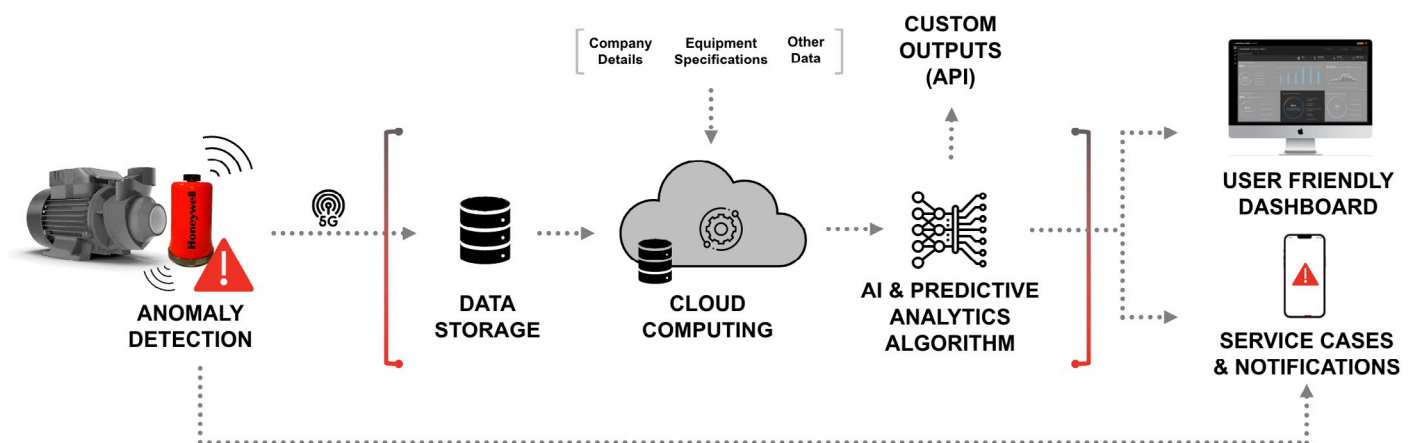 Company
Details
Equipment
Specifications
Other
Data
CUSTOM
OUTPUTS
(API)
Honeywell
5G
ANOMALY
DETECTION
DATA
STORAGE
CLOUD
COMPUTING
AI & PREDICTIVE
ANALYTICS
ALGORITHM
USER FRIENDLY
DASHBOARD
SERVICE CASES
& NOTIFICATIONS